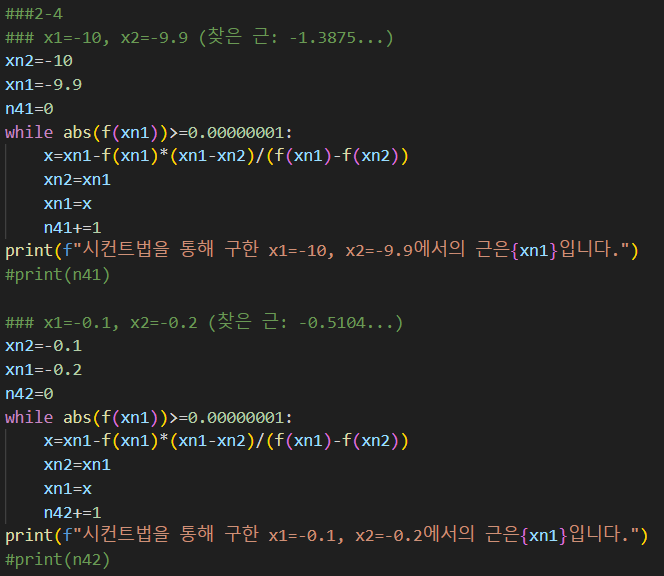 ###2-4
### x1=-10, x2=-9.9 (찾은 근: -1.3875...)
xn2=-10
xn1=-9.9
n41=0
while abs(f(xn1))>=0.00000001:
    x=xn1-f(xn1)*(xn1-xn2)/(f(xn1)-f(xn2))
    xn2=xn1
    xn1=x
    n41+=1
print(f"시컨트법을 통해 구한 x1=-10, x2=-9.9에서의 근은{xn1}입니다.")
#print(n41)
### x1=-0.1, x2=-0.2 (찾은 근: -0.5104...)
xn2=-0.1
xn1=-0.2
n42=0
while abs(f(xn1))>=0.00000001:
    x=xn1-f(xn1)*(xn1-xn2)/(f(xn1)-f(xn2))
    xn2=xn1
    xn1=x
    n42+=1
print(f"시컨트법을 통해 구한 x1=-0.1, x2=-0.2에서의 근은{xn1}입니다.")
#print(n42)